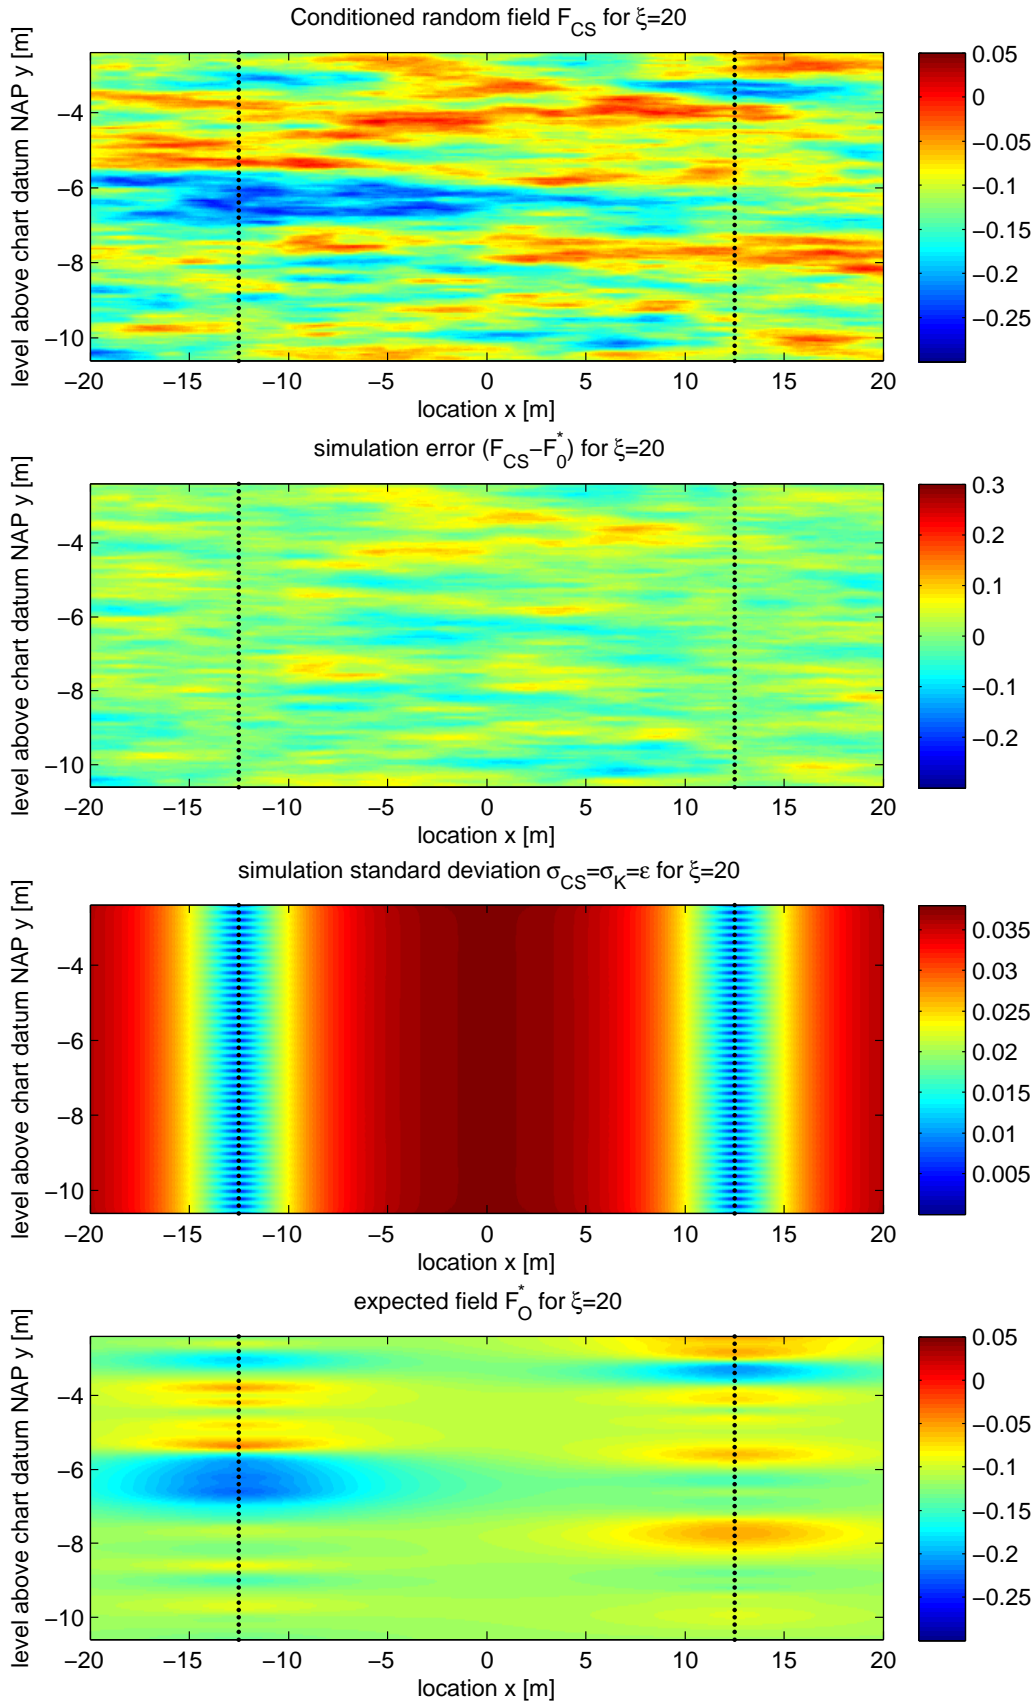 Conditioned random field F_CS for ξ=20
level above chart datum NAP y [m]
−4
−6
−8
−10
−20 −15 −10 −5 0 5 10 15 20
location x [m]
0.05
0
−0.05
−0.1
−0.15
−0.2
−0.25
simulation error (F_CS−F_0^*) for ξ=20
level above chart datum NAP y [m]
−4
−6
−8
−10
−20 −15 −10 −5 0 5 10 15 20
location x [m]
0.3
0.2
0.1
0
−0.1
−0.2
simulation standard deviation σ_CS=σ_K=ε for ξ=20
level above chart datum NAP y [m]
−4
−6
−8
−10
−20 −15 −10 −5 0 5 10 15 20
location x [m]
0.035
0.03
0.025
0.02
0.015
0.01
0.005
expected field F_O^* for ξ=20
level above chart datum NAP y [m]
−4
−6
−8
−10
−20 −15 −10 −5 0 5 10 15 20
location x [m]
0.05
0
−0.05
−0.1
−0.15
−0.2
−0.25